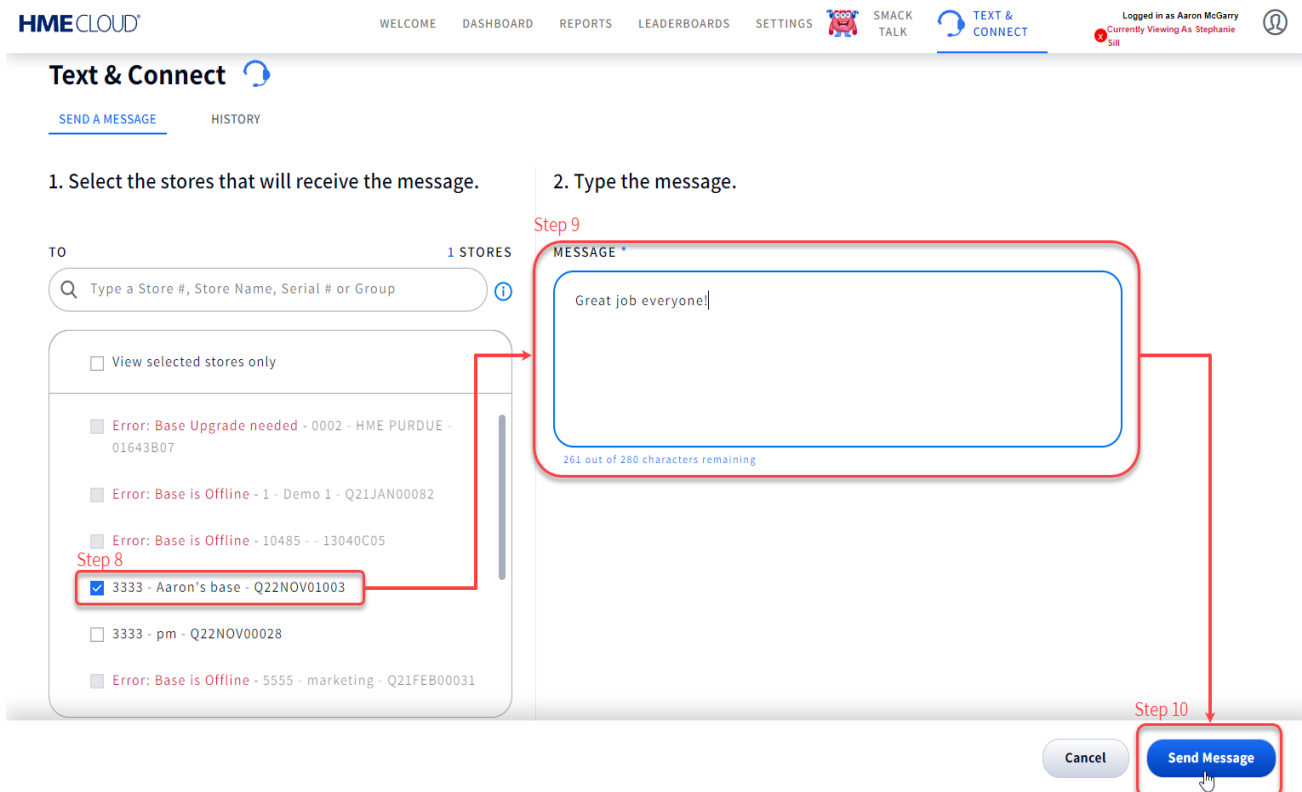 HME CLOUD®
WELCOME DASHBOARD REPORTS LEADERBOARDS SETTINGS SMACK TALK TEXT & CONNECT
Logged in as Aaron McGarry
x Currently Viewing As Stephanie
Sill
Text & Connect
SEND A MESSAGE HISTORY
1. Select the stores that will receive the message.
TO 1 STORES
Type a Store #, Store Name, Serial # or Group
View selected stores only
Error: Base Upgrade needed - 0002 - HME PURDUE -
01643B07
Error: Base is Offline - 1 - Demo 1 - Q21JAN00082
Error: Base is Offline - 10485 - - 13040C05
Step 8
3333 - Aaron's base - Q22NOV01003
3333 - pm - Q22NOV00028
Error: Base is Offline - 5555 - marketing - Q21FEB00031
2. Type the message.
Step 9
MESSAGE *
Great job everyone!
261 out of 280 characters remaining
Step 10
Cancel Send Message